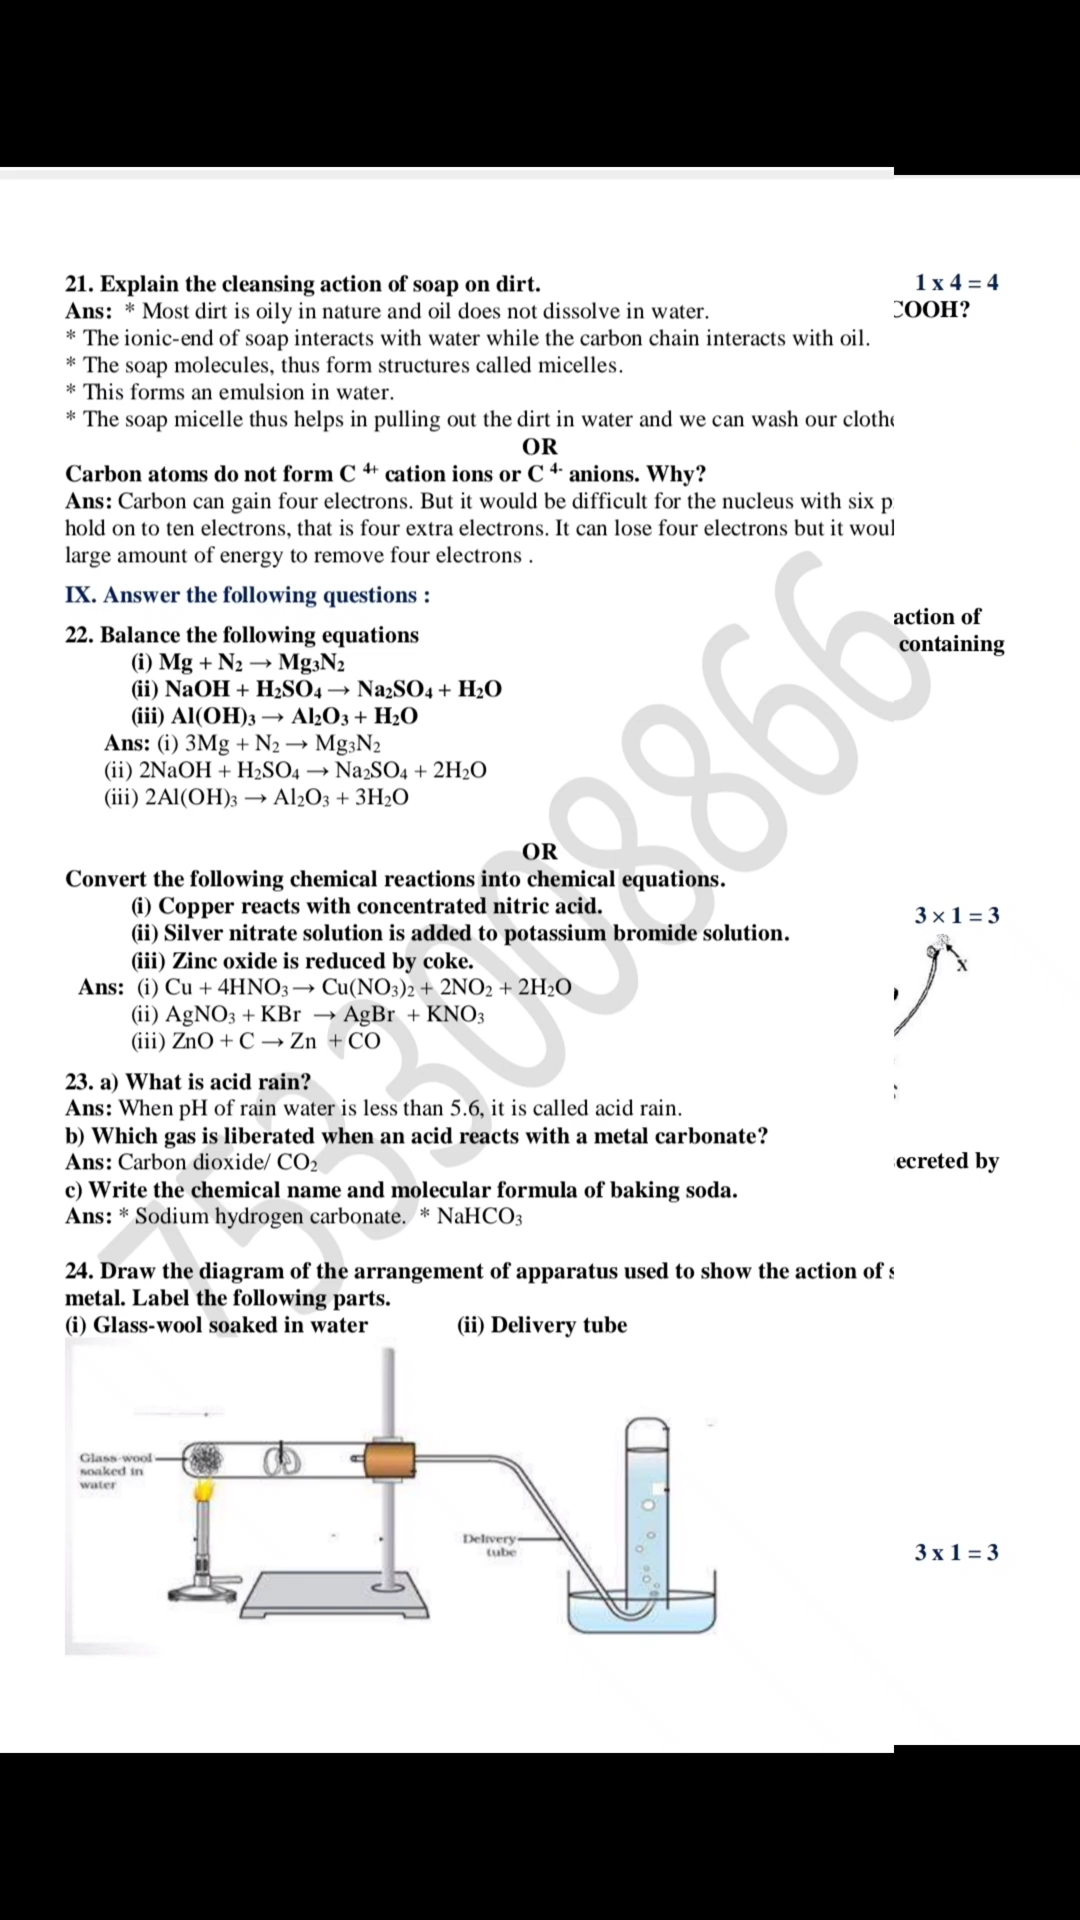 21. Explain the cleansing action of soap on dirt.
1 x 4 = 4
Ans: * Most dirt is oily in nature and oil does not dissolve in water.
COOH?
* The ionic-end of soap interacts with water while the carbon chain interacts with oil.
* The soap molecules, thus form structures called micelles.
* This forms an emulsion in water.
* The soap micelle thus helps in pulling out the dirt in water and we can wash our
OR
Carbon atoms do not form C ⁴⁺ cation ions or C ⁴⁻ anions. Why?
Ans: Carbon can gain four electrons. But it would be difficult for the nucleus with six
hold on to ten electrons, that is four extra electrons. It can lose four electrons but it
large amount of energy to remove four electrons .
IX. Answer the following questions :
action of
22. Balance the following equations
containing
(i) Mg + N₂ → Mg₃N₂
(ii) NaOH + H₂SO₄ → Na₂SO₄ + H₂O
(iii) Al(OH)₃ → Al₂O₃ + H₂O
Ans: (i) 3Mg + N₂ → Mg₃N₂
(ii) 2NaOH + H₂SO₄ → Na₂SO₄ + 2H₂O
(iii) 2Al(OH)₃ → Al₂O₃ + 3H₂O
OR
Convert the following chemical reactions into chemical equations.
(i) Copper reacts with concentrated nitric acid.
3 × 1 = 3
(ii) Silver nitrate solution is added to potassium bromide solution.
(iii) Zinc oxide is reduced by coke.
X
Ans: (i) Cu + 4HNO₃ → Cu(NO₃)₂ + 2NO₂ + 2H₂O
(ii) AgNO₃ + KBr → AgBr + KNO₃
(iii) ZnO + C → Zn + CO
23. a) What is acid rain?
Ans: When pH of rain water is less than 5.6, it is called acid rain.
b) Which gas is liberated when an acid reacts with a metal carbonate?
Ans: Carbon dioxide/ CO₂
ecreted by
c) Write the chemical name and molecular formula of baking soda.
Ans: * Sodium hydrogen carbonate. * NaHCO₃
24. Draw the diagram of the arrangement of apparatus used to show the action of
metal. Label the following parts.
(i) Glass-wool soaked in water (ii) Delivery tube
Glass-wool
soaked in
water
Delivery
tube
3 x 1 = 3